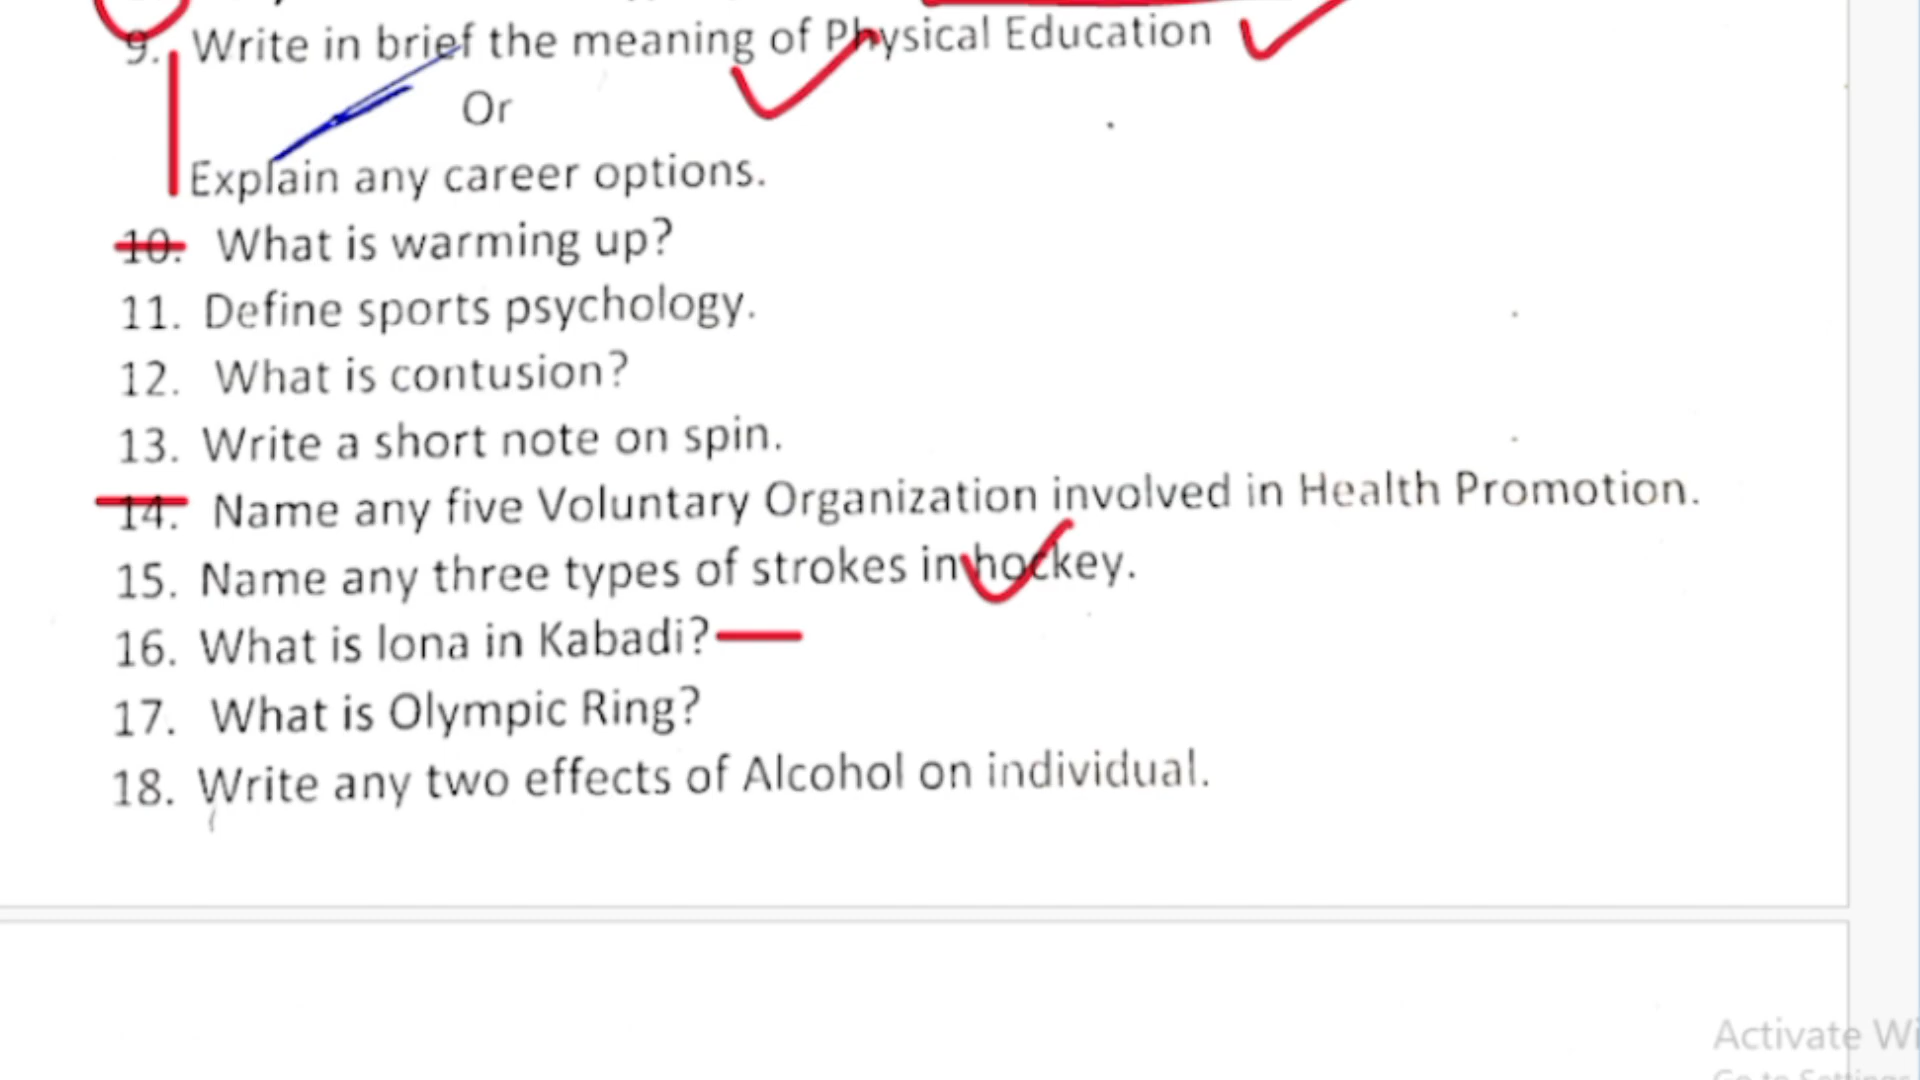 9. Write in brief the meaning of Physical Education
Or
Explain any career options.
10. What is warming up?
11. Define sports psychology.
12. What is contusion?
13. Write a short note on spin.
14. Name any five Voluntary Organization involved in Health Promotion.
15. Name any three types of strokes in hockey.
16. What is lona in Kabadi?
17. What is Olympic Ring?
18. Write any two effects of Alcohol on individual.
Activate Wi
Go to Settings